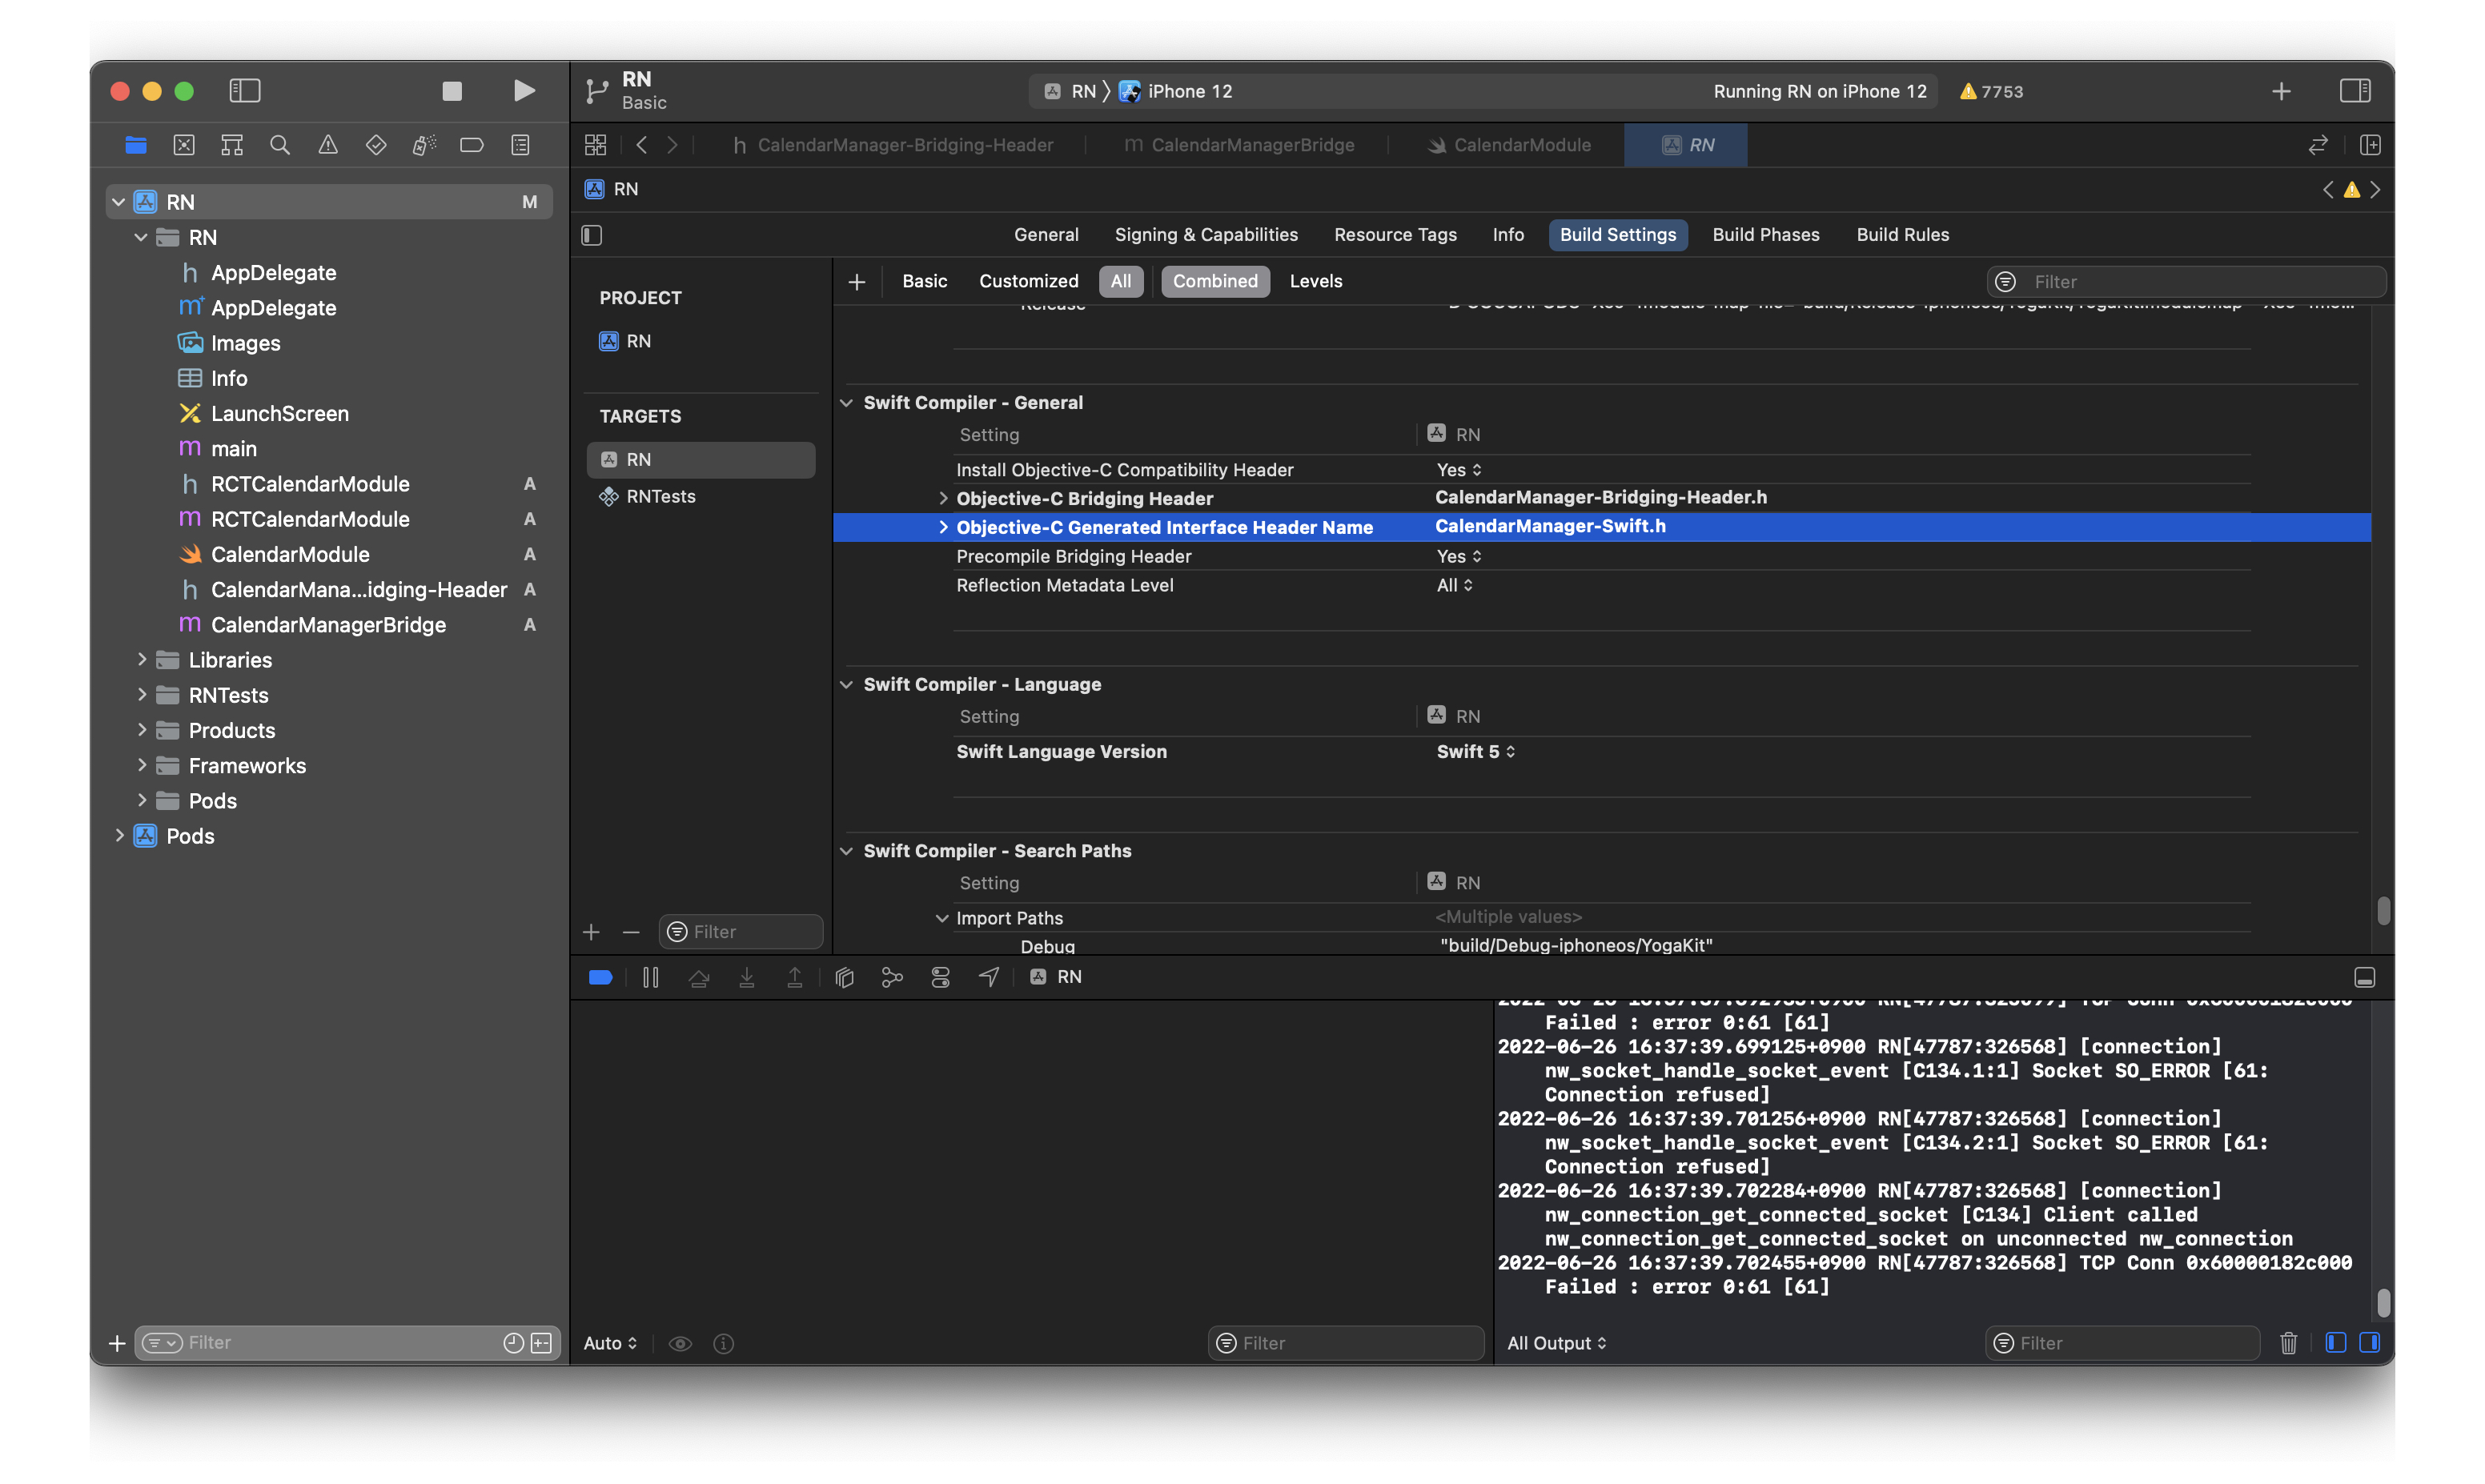 RN
Basic
RN 〉 iPhone 12
Running RN on iPhone 12
7753
CalendarManager-Bridging-Header
CalendarManagerBridge
CalendarModule
RN
RN M
RN
AppDelegate
AppDelegate
Images
Info
LaunchScreen
main
RCTCalendarModule A
RCTCalendarModule A
CalendarModule A
CalendarMana...idging-Header A
CalendarManagerBridge A
Libraries
RNTests
Products
Frameworks
Pods
Pods
Filter
RN
General Signing & Capabilities Resource Tags Info Build Settings Build Phases Build Rules
PROJECT
RN
TARGETS
RN
RNTests
Filter
Basic Customized All Combined Levels
Filter
Release
Swift Compiler - General
Setting RN
Install Objective-C Compatibility Header Yes
Objective-C Bridging Header CalendarManager-Bridging-Header.h
Objective-C Generated Interface Header Name CalendarManager-Swift.h
Precompile Bridging Header Yes
Reflection Metadata Level All
Swift Compiler - Language
Setting RN
Swift Language Version Swift 5
Swift Compiler - Search Paths
Setting RN
Import Paths <Multiple values>
Debug "build/Debug-iphoneos/YogaKit"
RN
Failed : error 0:61 [61]
2022-06-26 16:37:39.699125+0900 RN[47787:326568] [connection]
nw_socket_handle_socket_event [C134.1:1] Socket SO_ERROR [61:
Connection refused]
2022-06-26 16:37:39.701256+0900 RN[47787:326568] [connection]
nw_socket_handle_socket_event [C134.2:1] Socket SO_ERROR [61:
Connection refused]
2022-06-26 16:37:39.702284+0900 RN[47787:326568] [connection]
nw_connection_get_connected_socket [C134] Client called
nw_connection_get_connected_socket on unconnected nw_connection
2022-06-26 16:37:39.702455+0900 RN[47787:326568] TCP Conn 0x60000182c000
Failed : error 0:61 [61]
Auto
Filter
All Output
Filter